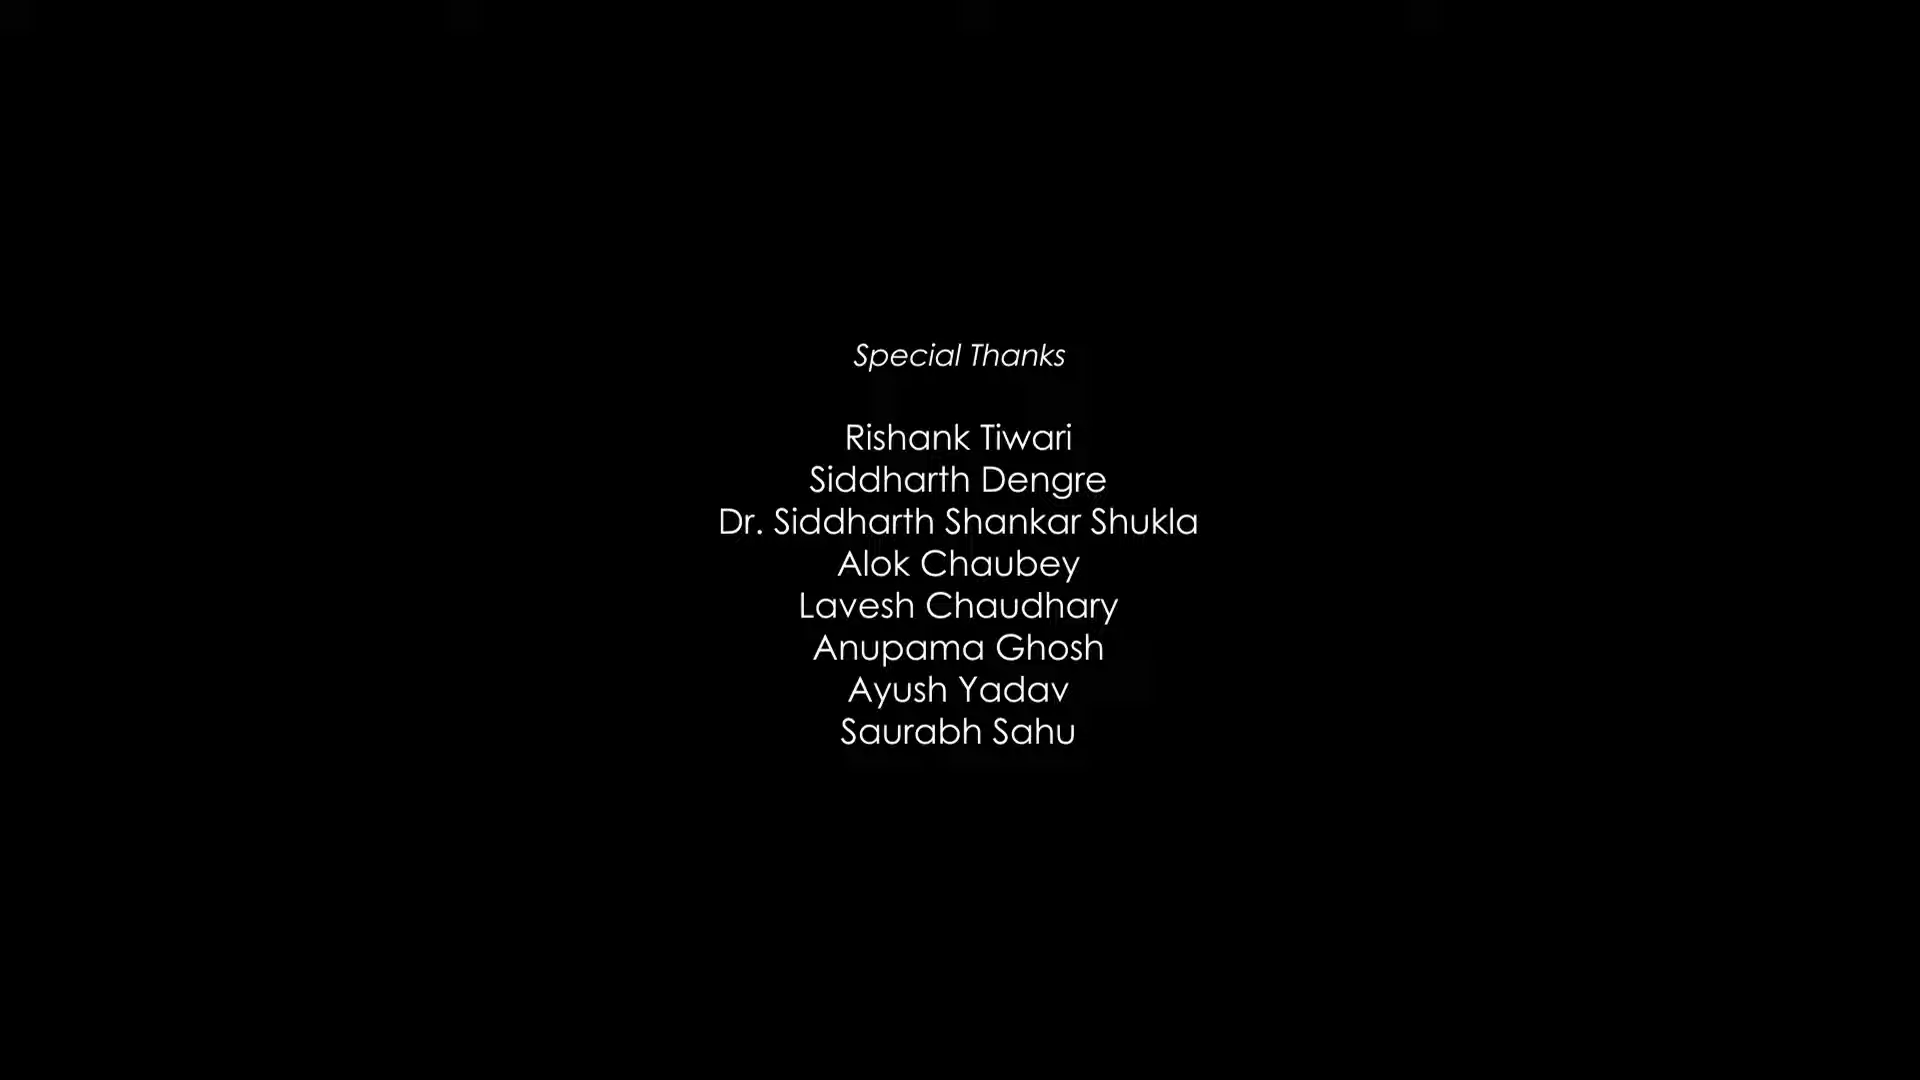 Special Thanks
Rishank Tiwari
Siddharth Dengre
Dr. Siddharth Shankar Shukla
Alok Chaubey
Lavesh Chaudhary
Anupama Ghosh
Ayush Yadav
Saurabh Sahu